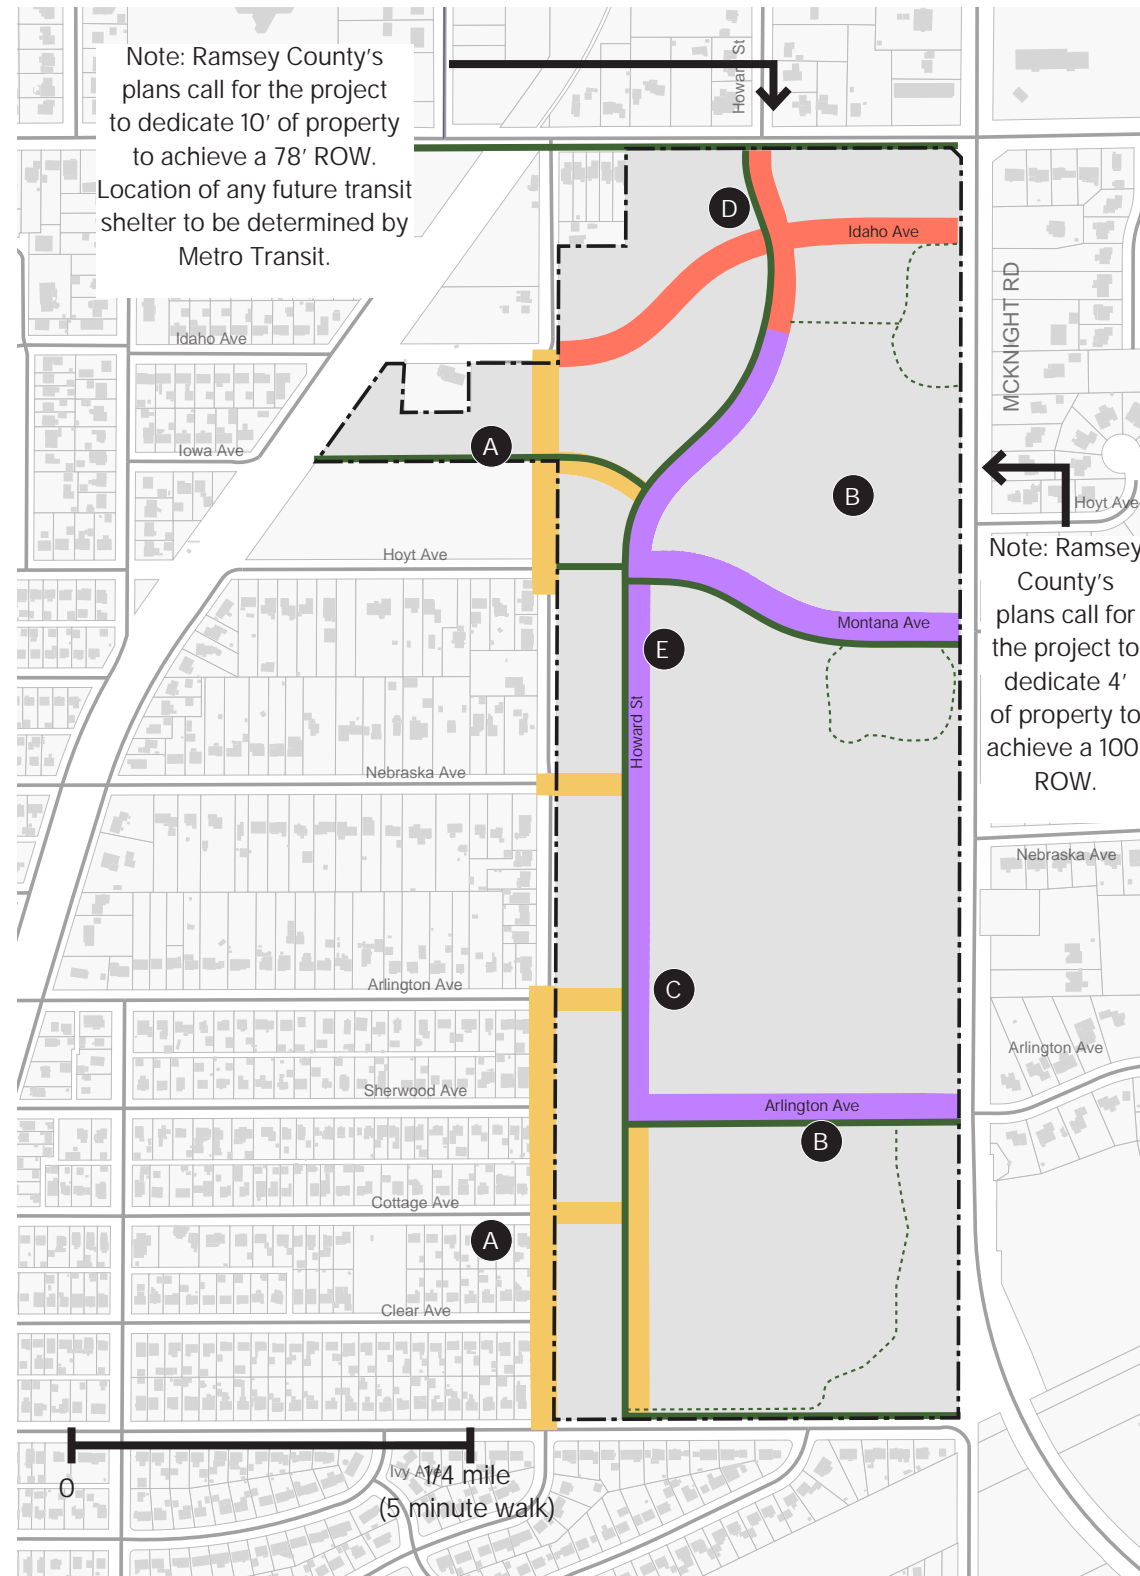 Note: Ramsey County's
plans call for the project
to dedicate 10' of property
to achieve a 78' ROW.
Location of any future transit
shelter to be determined by
Metro Transit.
Howard St
D
Idaho Ave
MCKNIGHT RD
Idaho Ave
A
Iowa Ave
B
Hoyt Ave
Hoyt Ave
Note: Ramsey
County's
plans call for
the project to
dedicate 4'
of property to
achieve a 100
ROW.
Montana Ave
E
Howard St
Nebraska Ave
Nebraska Ave
C
Arlington Ave
Arlington Ave
Sherwood Ave
Arlington Ave
B
Cottage Ave
A
Clear Ave
Ivy Ave
0
1/4 mile
(5 minute walk)